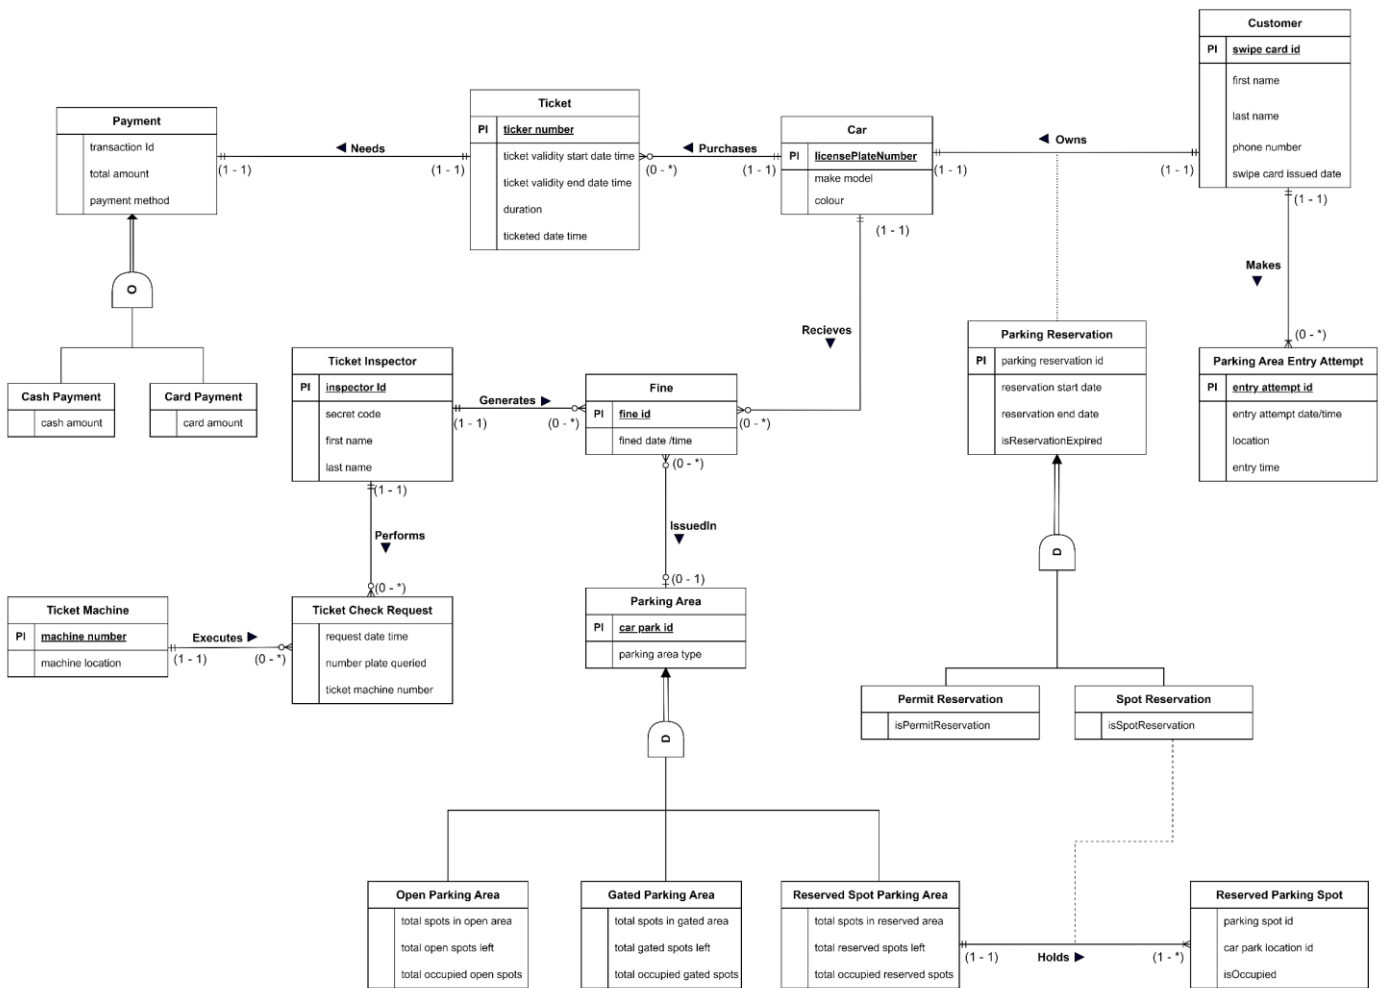 Customer
PI swipe card id
first name
last name
phone number
swipe card issued date
Payment
transaction Id
total amount
payment method
Needs
(1 - 1)
(1 - 1)
Ticket
PI ticker number
ticket validity start date time
ticket validity end date time
duration
ticketed date time
Purchases
(0 - *)
(1 - 1)
Car
PI licensePlateNumber
make model
colour
Owns
(1 - 1)
(1 - 1)
(1 - 1)
(1 - 1)
Makes
(0 - *)
O
Cash Payment
cash amount
Card Payment
card amount
Ticket Inspector
PI inspector Id
secret code
first name
last name
Generates
(1 - 1)
(0 - *)
Fine
PI fine id
fined date /time
Recieves
(0 - *)
Parking Reservation
PI parking reservation id
reservation start date
reservation end date
isReservationExpired
Parking Area Entry Attempt
PI entry attempt id
entry attempt date/time
location
entry time
(1 - 1)
Performs
(0 - *)
(0 - *)
IssuedIn
(0 - 1)
D
Ticket Machine
PI machine number
machine location
Executes
(1 - 1)
(0 - *)
Ticket Check Request
request date time
number plate queried
ticket machine number
Parking Area
PI car park id
parking area type
D
Permit Reservation
isPermitReservation
Spot Reservation
isSpotReservation
Open Parking Area
total spots in open area
total open spots left
total occupied open spots
Gated Parking Area
total spots in gated area
total gated spots left
total occupied gated spots
Reserved Spot Parking Area
total spots in reserved area
total reserved spots left
total occupied reserved spots
(1 - 1)
Holds
(1 - *)
Reserved Parking Spot
parking spot id
car park location id
isOccupied